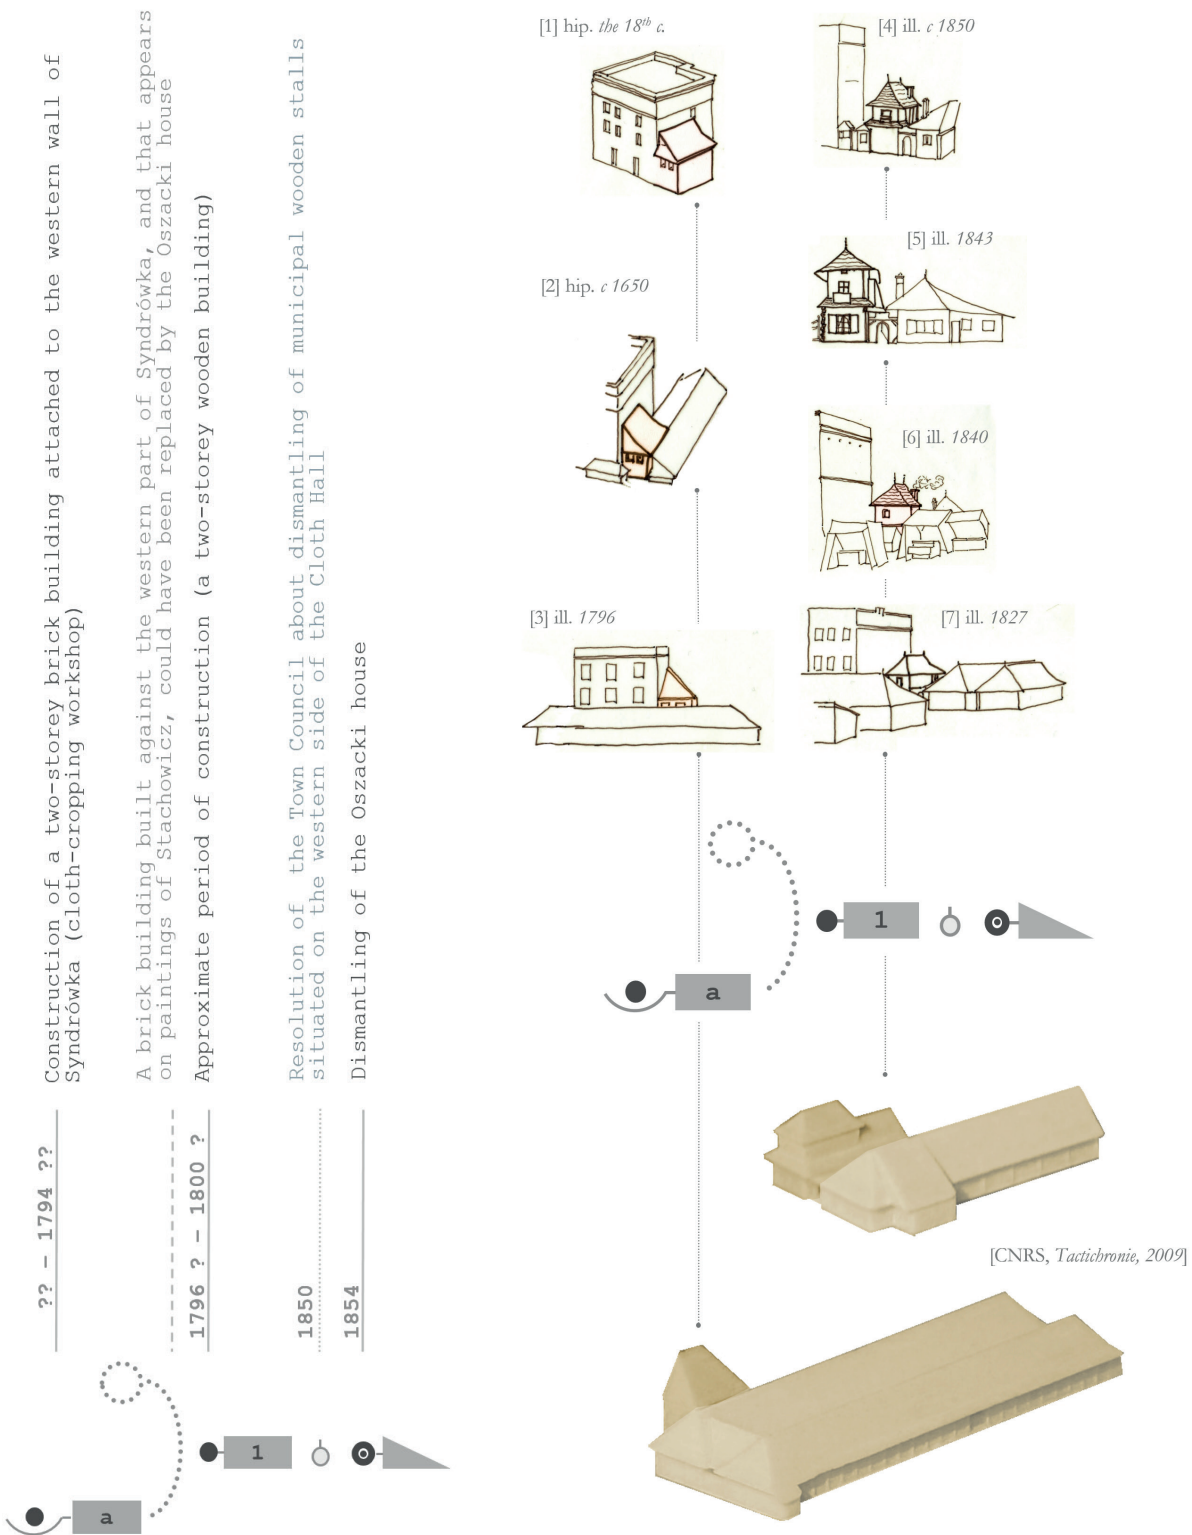 Construction of a two-storey brick building attached to the western wall of
Syndrówka (cloth-cropping workshop)
A brick building built against the western part of Syndrówka, and that appears
on paintings of Stachowicz, could have been replaced by the Oszacki house
Approximate period of construction (a two-storey wooden building)
Resolution of the Town Council about dismantling of municipal wooden stalls
situated on the western side of the Cloth Hall
Dismantling of the Oszacki house
?? – 1794 ??
1796 ? – 1800 ?
1850
1854
1
a
[1] hip. the 18th c.
[2] hip. c 1650
[3] ill. 1796
[4] ill. c 1850
[5] ill. 1843
[6] ill. 1840
[7] ill. 1827
1
a
[CNRS, Tactichronie, 2009]